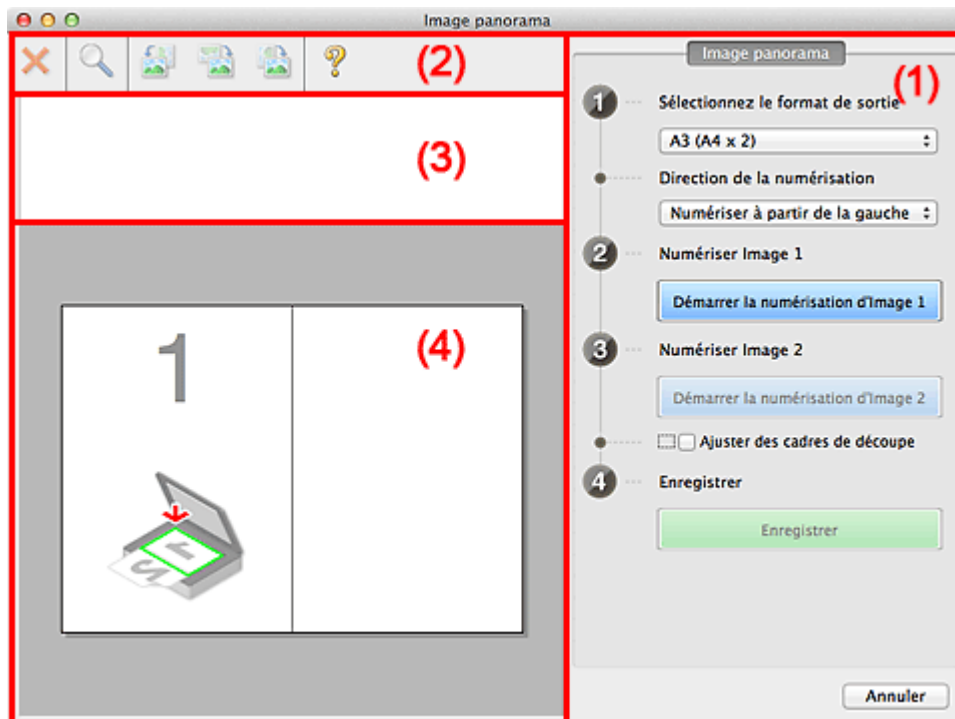 Image panorama
(2)
(3)
1
(4)
1
2
Image panorama
(1)
1
Sélectionnez le format de sortie
A3 (A4 x 2)
Direction de la numérisation
Numériser à partir de la gauche
2
Numériser Image 1
Démarrer la numérisation d'Image 1
3
Numériser Image 2
Démarrer la numérisation d'Image 2
Ajuster des cadres de découpe
4
Enregistrer
Enregistrer
Annuler